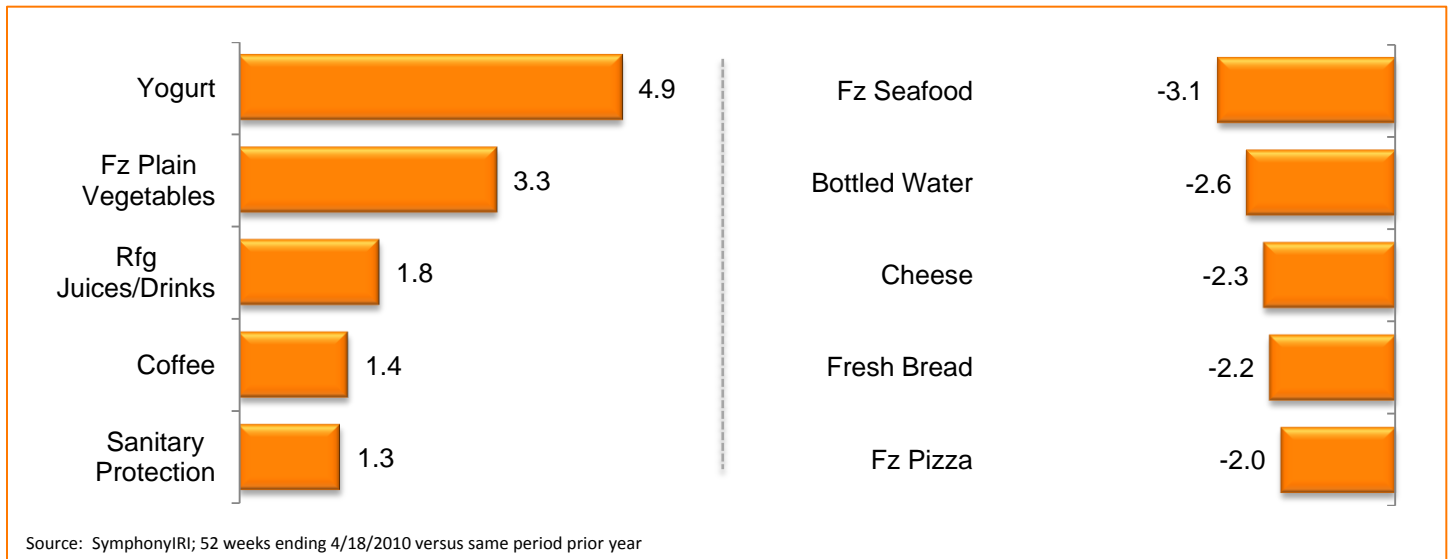 Yogurt
4.9
Fz Plain
Vegetables
3.3
Rfg
Juices/Drinks
1.8
Coffee
1.4
Sanitary
Protection
1.3
Fz Seafood
-3.1
Bottled Water
-2.6
Cheese
-2.3
Fresh Bread
-2.2
Fz Pizza
-2.0
Source: SymphonyIRI; 52 weeks ending 4/18/2010 versus same period prior year